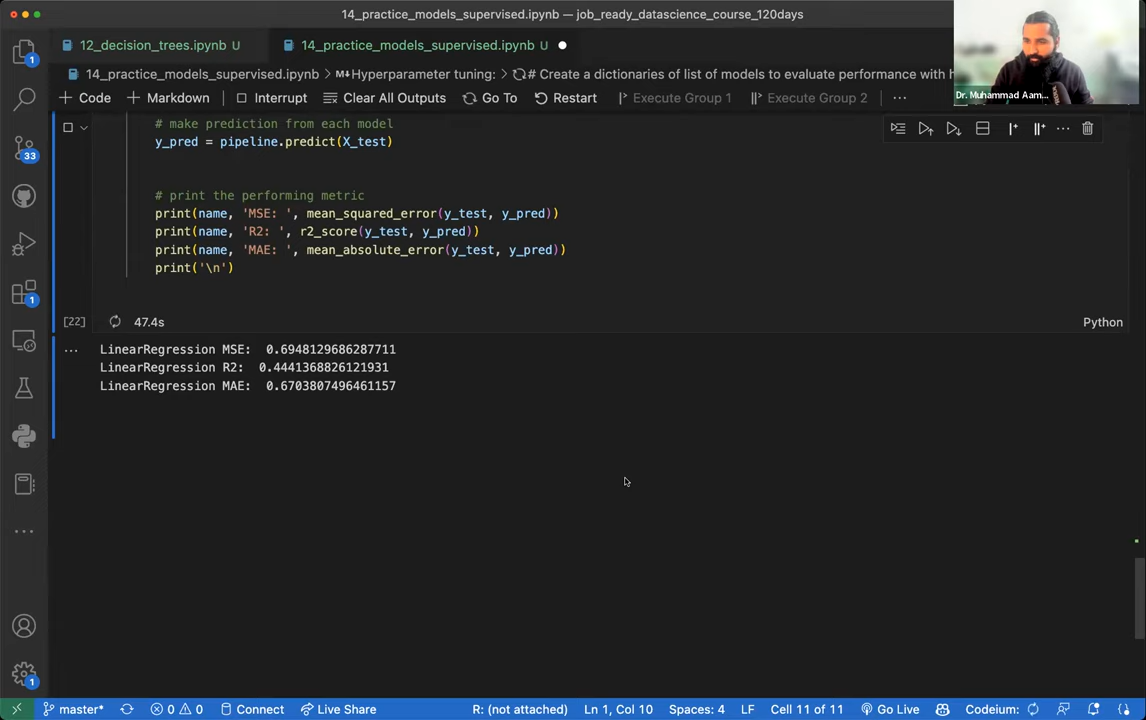 14_practice_models_supervised.ipynb — job_ready_datascience_course_120days
12_decision_trees.ipynb U
14_practice_models_supervised.ipynb U
14_practice_models_supervised.ipynb > M↓Hyperparameter tuning: > # Create a dictionaries of list of models to evaluate performance with h
+ Code + Markdown Interrupt Clear All Outputs Go To Restart Execute Group 1 Execute Group 2 ...
Dr. Muhammad Aam...
# make prediction from each model
y_pred = pipeline.predict(X_test)
# print the performing metric
print(name, 'MSE: ', mean_squared_error(y_test, y_pred))
print(name, 'R2: ', r2_score(y_test, y_pred))
print(name, 'MAE: ', mean_absolute_error(y_test, y_pred))
print('\n')
[22] 47.4s Python
LinearRegression MSE:  0.6948129686287711
LinearRegression R2:  0.4441368826121931
LinearRegression MAE:  0.6703807496461157
1
33
1
1
master* 0 0 Connect Live Share R: (not attached) Ln 1, Col 10 Spaces: 4 LF Cell 11 of 11 Go Live Codeium: